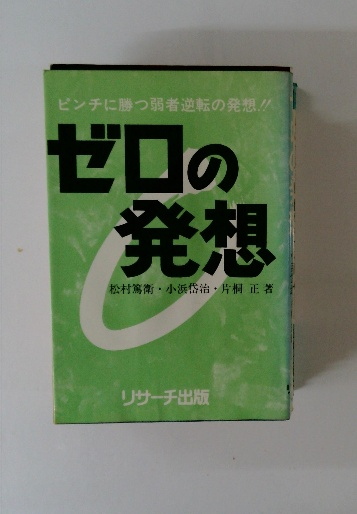 ピンチに勝つ弱者逆転の発想!!
ゼロの
発想
松村篤衛・小浜岱治・片桐 正 著
リサーチ出版